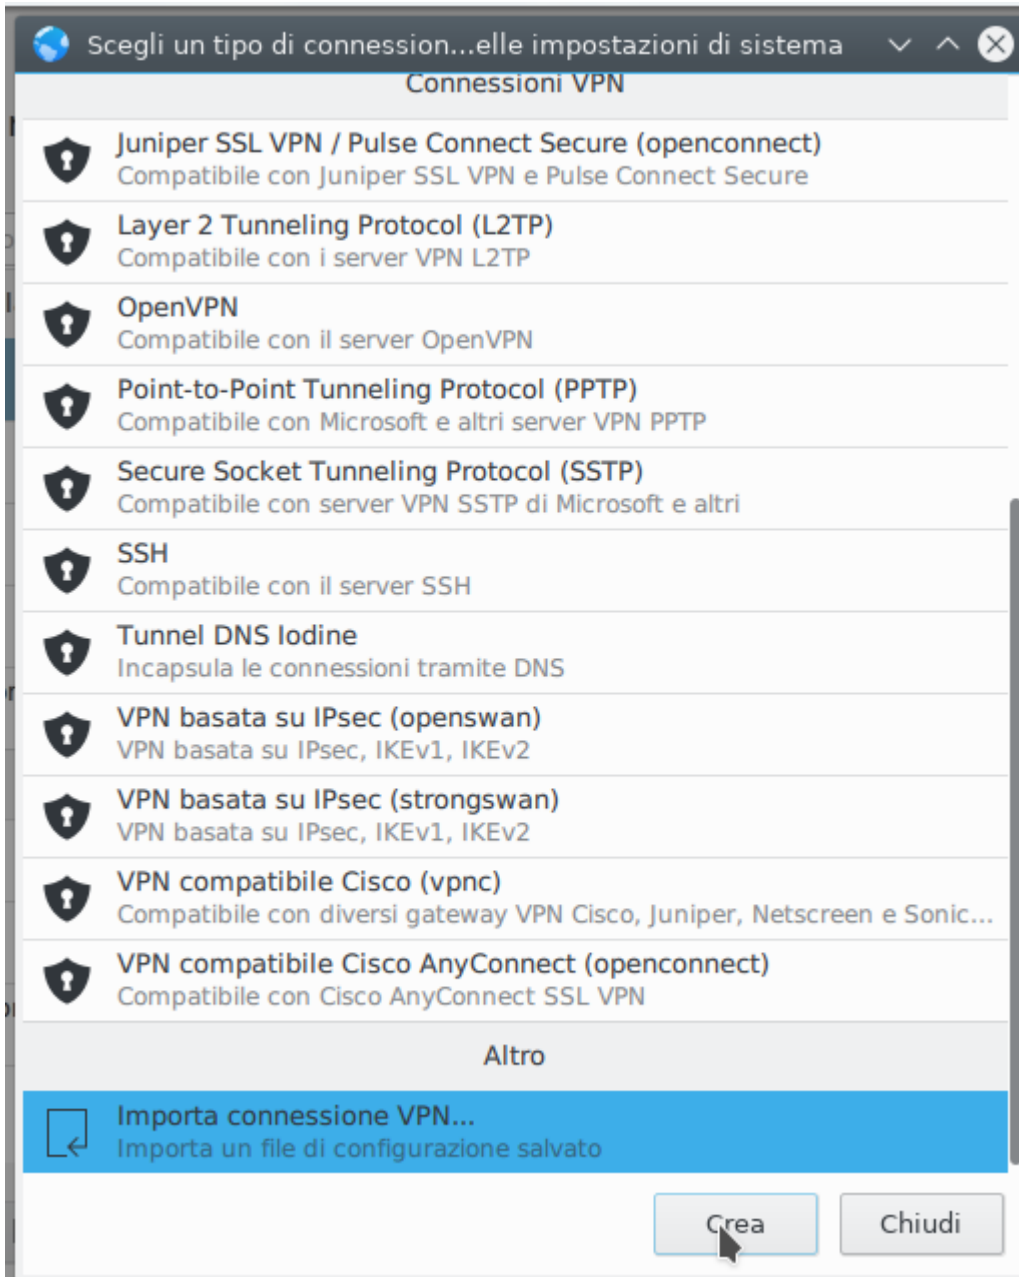 Scegli un tipo di connession...elle impostazioni di sistema
Connessioni VPN
Juniper SSL VPN / Pulse Connect Secure (openconnect)
Compatibile con Juniper SSL VPN e Pulse Connect Secure
Layer 2 Tunneling Protocol (L2TP)
Compatibile con i server VPN L2TP
OpenVPN
Compatibile con il server OpenVPN
Point-to-Point Tunneling Protocol (PPTP)
Compatibile con Microsoft e altri server VPN PPTP
Secure Socket Tunneling Protocol (SSTP)
Compatibile con server VPN SSTP di Microsoft e altri
SSH
Compatibile con il server SSH
Tunnel DNS Iodine
Incapsula le connessioni tramite DNS
VPN basata su IPsec (openswan)
VPN basata su IPsec, IKEv1, IKEv2
VPN basata su IPsec (strongswan)
VPN basata su IPsec, IKEv1, IKEv2
VPN compatibile Cisco (vpnc)
Compatibile con diversi gateway VPN Cisco, Juniper, Netscreen e Sonic...
VPN compatibile Cisco AnyConnect (openconnect)
Compatibile con Cisco AnyConnect SSL VPN
Altro
Importa connessione VPN...
Importa un file di configurazione salvato
Crea
Chiudi